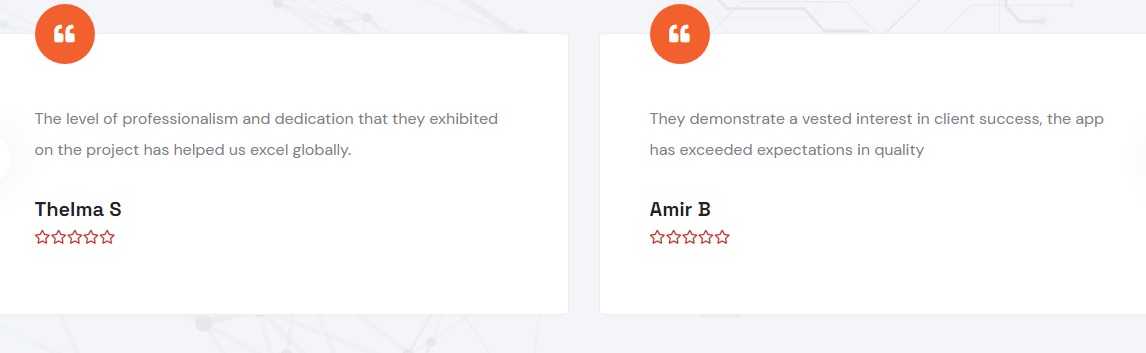 The level of professionalism and dedication that they exhibited
on the project has helped us excel globally.
Thelma S
They demonstrate a vested interest in client success, the app
has exceeded expectations in quality
Amir B